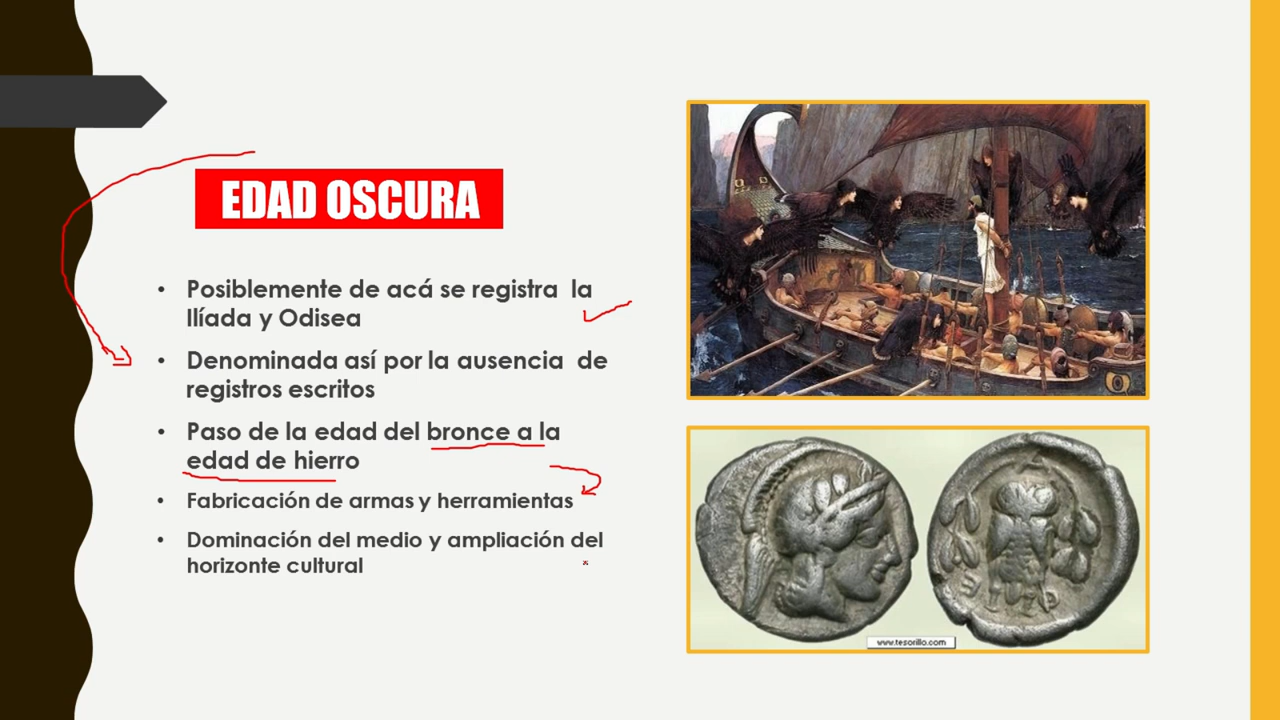 EDAD OSCURA
• Posiblemente de acá se registra la
Ilíada y Odisea
• Denominada así por la ausencia de
registros escritos
• Paso de la edad del bronce a la
edad de hierro
• Fabricación de armas y herramientas
• Dominación del medio y ampliación del
horizonte cultural
www.tesorillo.com